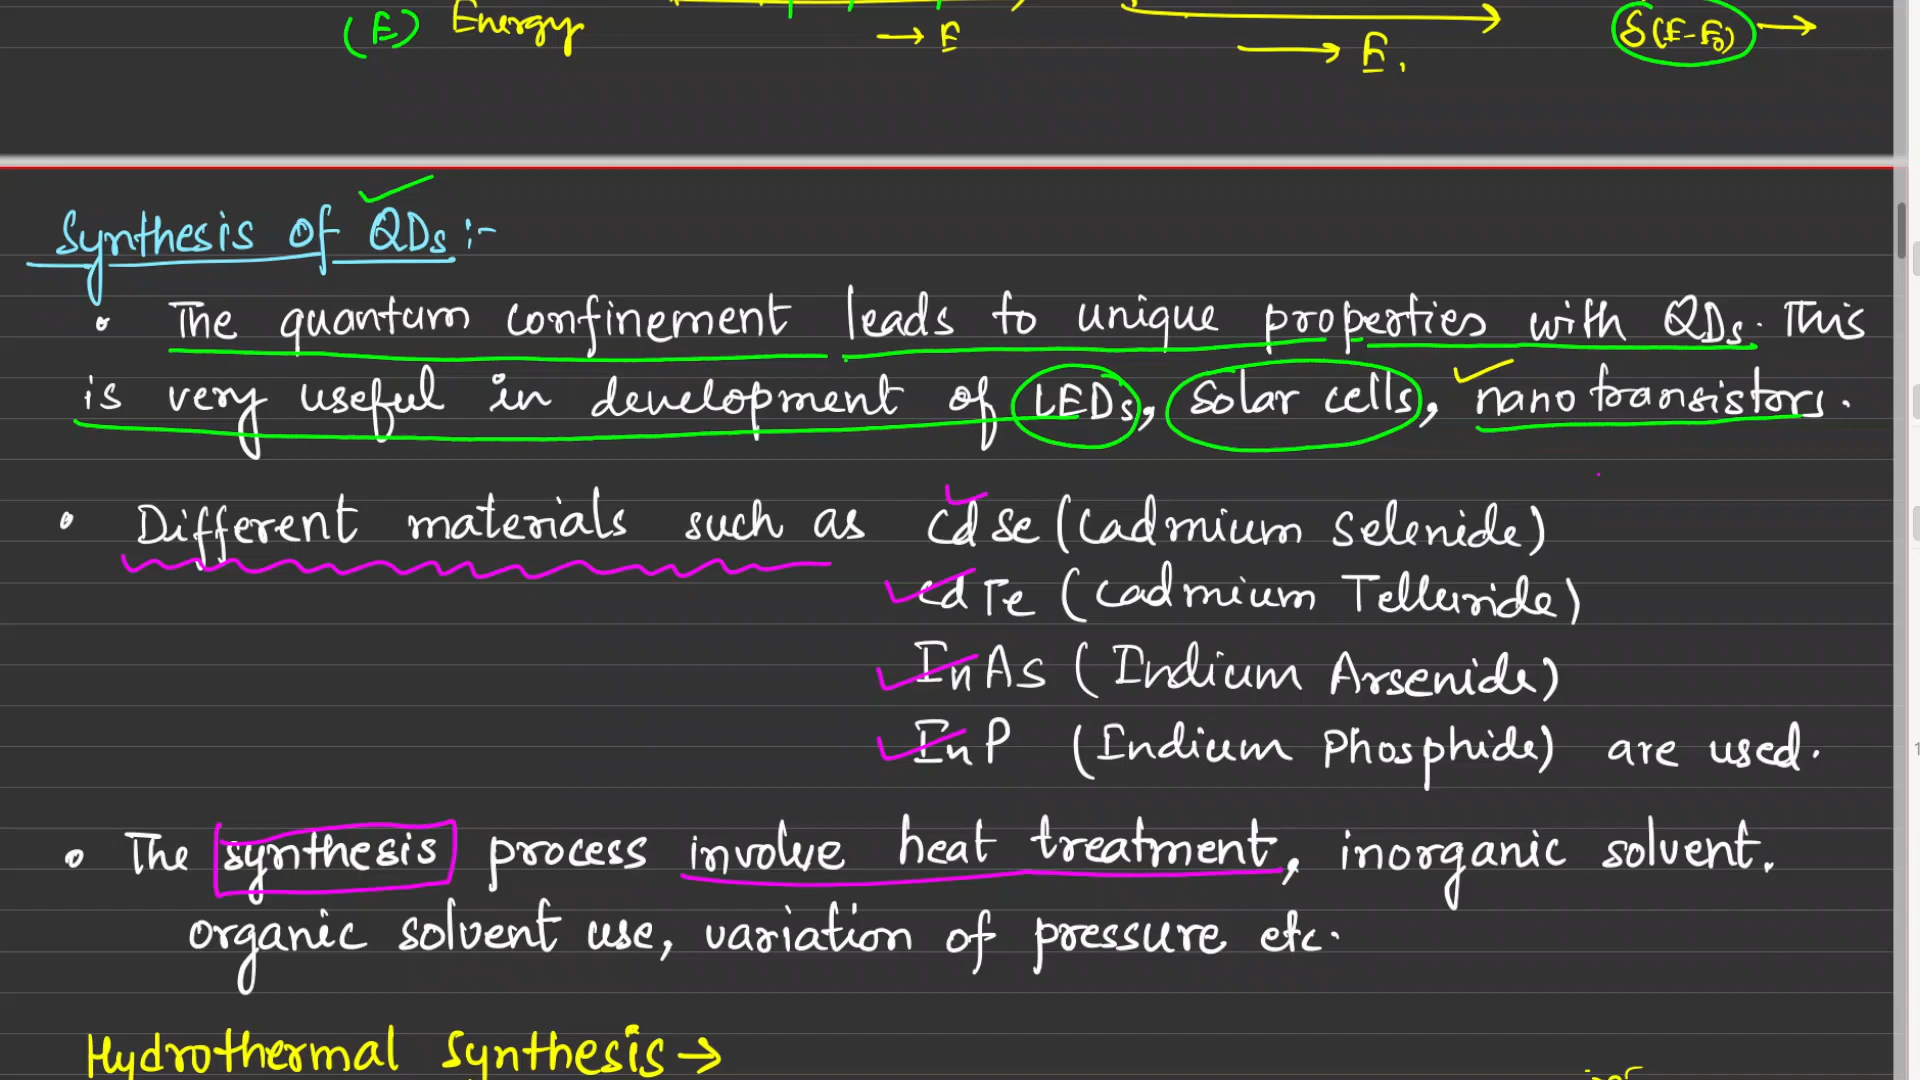 (E) Energy → E → E, δ(E-E₀) →
Synthesis of QDs :-
• The quantum confinement leads to unique properties with QDs. This
is very useful in development of LEDs, Solar cells, nano transistors.
• Different materials such as CdSe (Cadmium Selenide)
CdTe (Cadmium Telluride)
InAs (Indium Arsenide)
InP (Indium Phosphide) are used.
• The synthesis process involve heat treatment, inorganic solvent.
organic solvent use, variation of pressure etc.
Hydrothermal Synthesis →